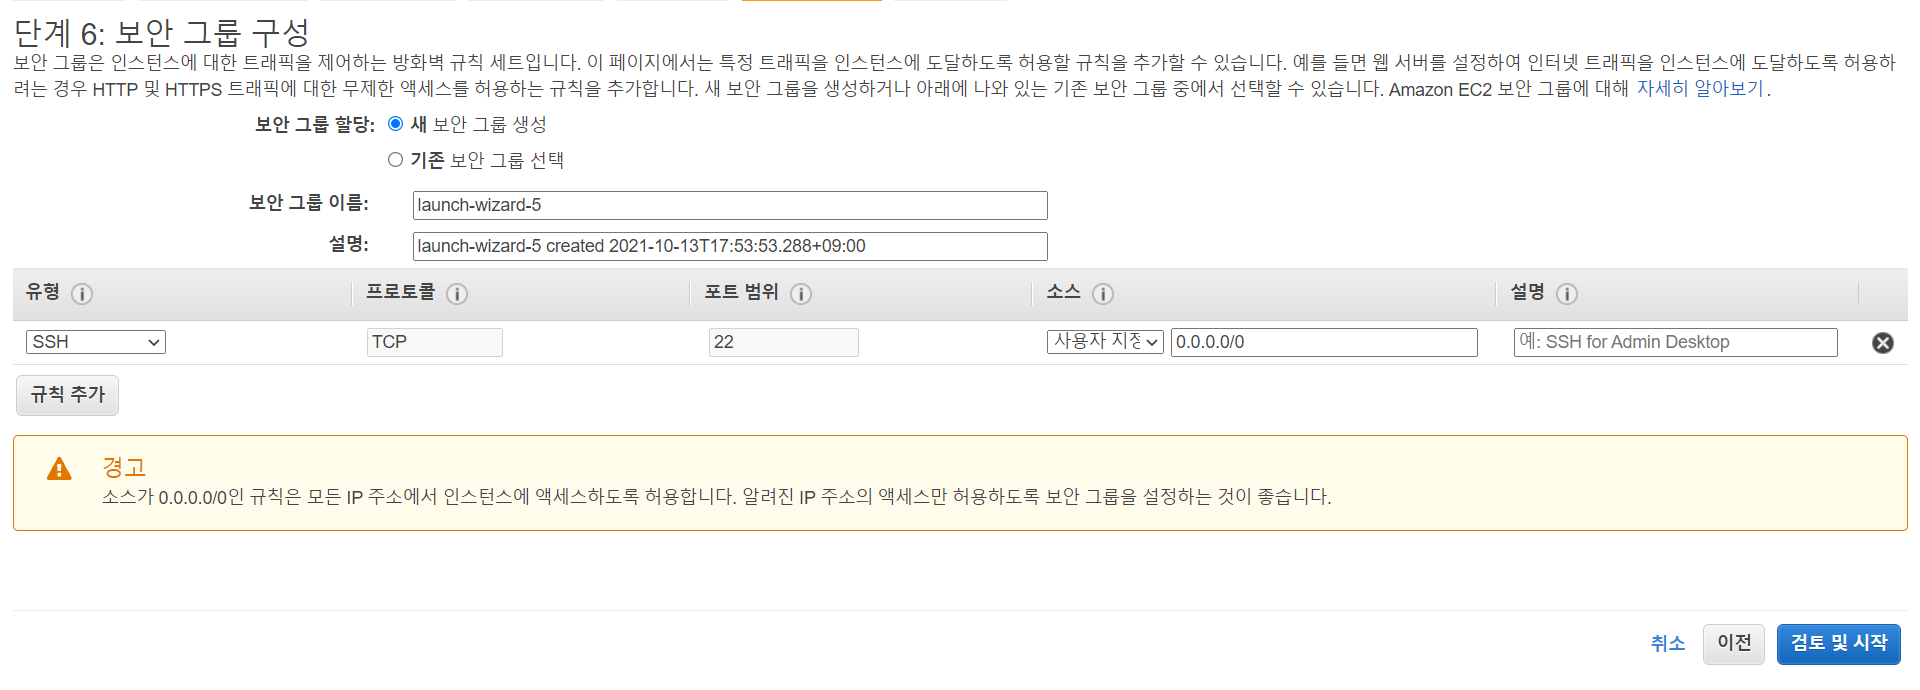 단계 6: 보안 그룹 구성
보안 그룹은 인스턴스에 대한 트래픽을 제어하는 방화벽 규칙 세트입니다. 이 페이지에서는 특정 트래픽을 인스턴스에 도달하도록 허용할 규칙을 추가할 수 있습니다. 예를 들면 웹 서버를 설정하여 인터넷 트래픽을 인스턴스에 도달하도록 허용하
려는 경우 HTTP 및 HTTPS 트래픽에 대한 무제한 액세스를 허용하는 규칙을 추가합니다. 새 보안 그룹을 생성하거나 아래에 나와 있는 기존 보안 그룹 중에서 선택할 수 있습니다. Amazon EC2 보안 그룹에 대해 자세히 알아보기.
보안 그룹 할당: 새 보안 그룹 생성
기존 보안 그룹 선택
보안 그룹 이름: launch-wizard-5
설명: launch-wizard-5 created 2021-10-13T17:53:53.288+09:00
유형 프로토콜 포트 범위 소스 설명
SSH TCP 22 사용자 지정 0.0.0.0/0 예: SSH for Admin Desktop
규칙 추가
경고
소스가 0.0.0.0/0인 규칙은 모든 IP 주소에서 인스턴스에 액세스하도록 허용합니다. 알려진 IP 주소의 액세스만 허용하도록 보안 그룹을 설정하는 것이 좋습니다.
취소 이전 검토 및 시작